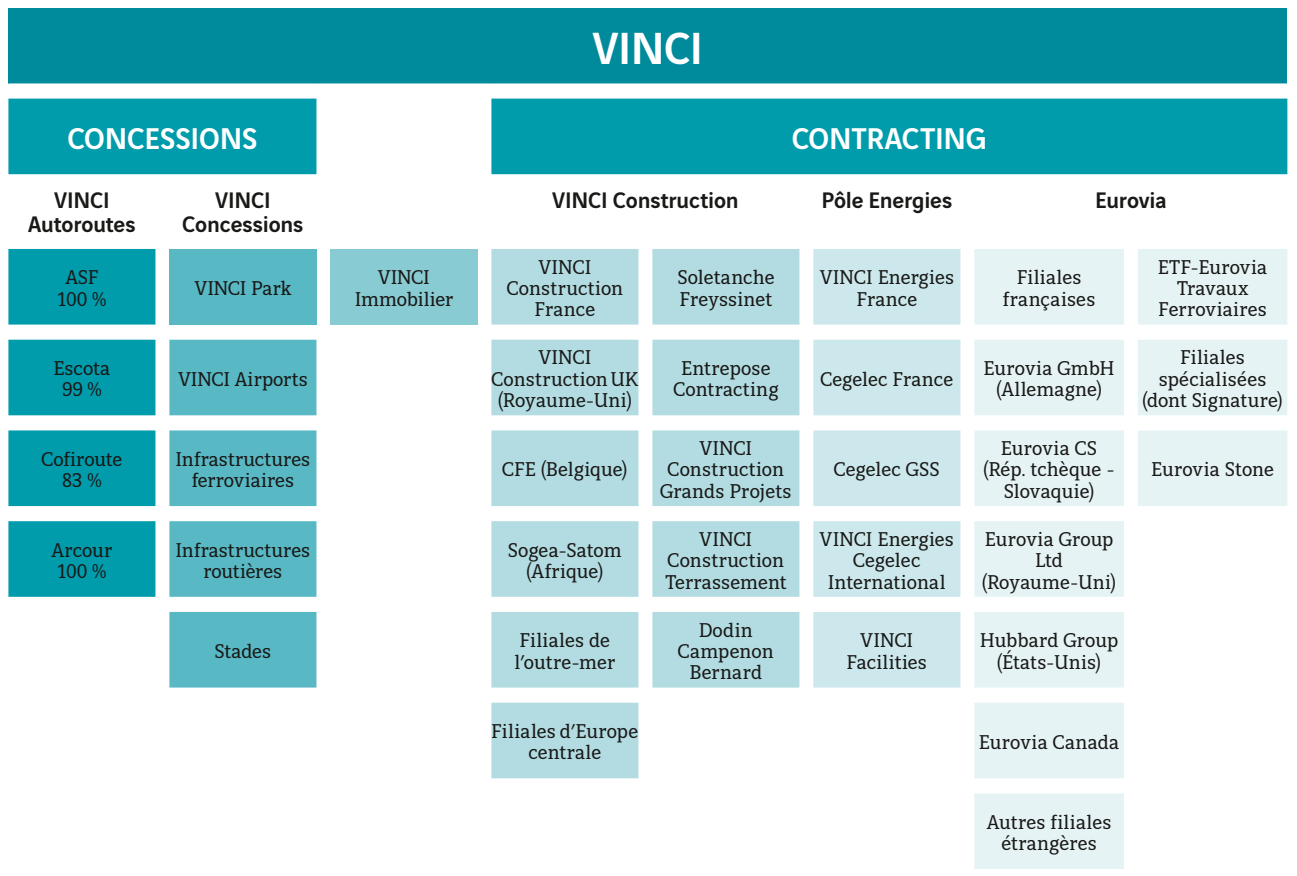 VINCI
CONCESSIONS
CONTRACTING
VINCI
Autoroutes
VINCI
Concessions
VINCI Construction
Pôle Energies
Eurovia
ASF
100 %
VINCI Park
VINCI
Immobilier
VINCI
Construction
France
Soletanche
Freyssinet
VINCI Energies
France
Filiales
françaises
ETF-Eurovia
Travaux
Ferroviaires
Escota
99 %
VINCI Airports
VINCI
Construction UK
(Royaume-Uni)
Entrepose
Contracting
Cegelec France
Eurovia GmbH
(Allemagne)
Filiales
spécialisées
(dont Signature)
Cofiroute
83 %
Infrastructures
ferroviaires
CFE (Belgique)
VINCI
Construction
Grands Projets
Cegelec GSS
Eurovia CS
(Rép. tchèque -
Slovaquie)
Eurovia Stone
Arcour
100 %
Infrastructures
routières
Sogea-Satom
(Afrique)
VINCI
Construction
Terrassement
VINCI Energies
Cegelec
International
Eurovia Group
Ltd
(Royaume-Uni)
Stades
Filiales de
l'outre-mer
Dodin
Campenon
Bernard
VINCI
Facilities
Hubbard Group
(États-Unis)
Filiales d'Europe
centrale
Eurovia Canada
Autres filiales
étrangères